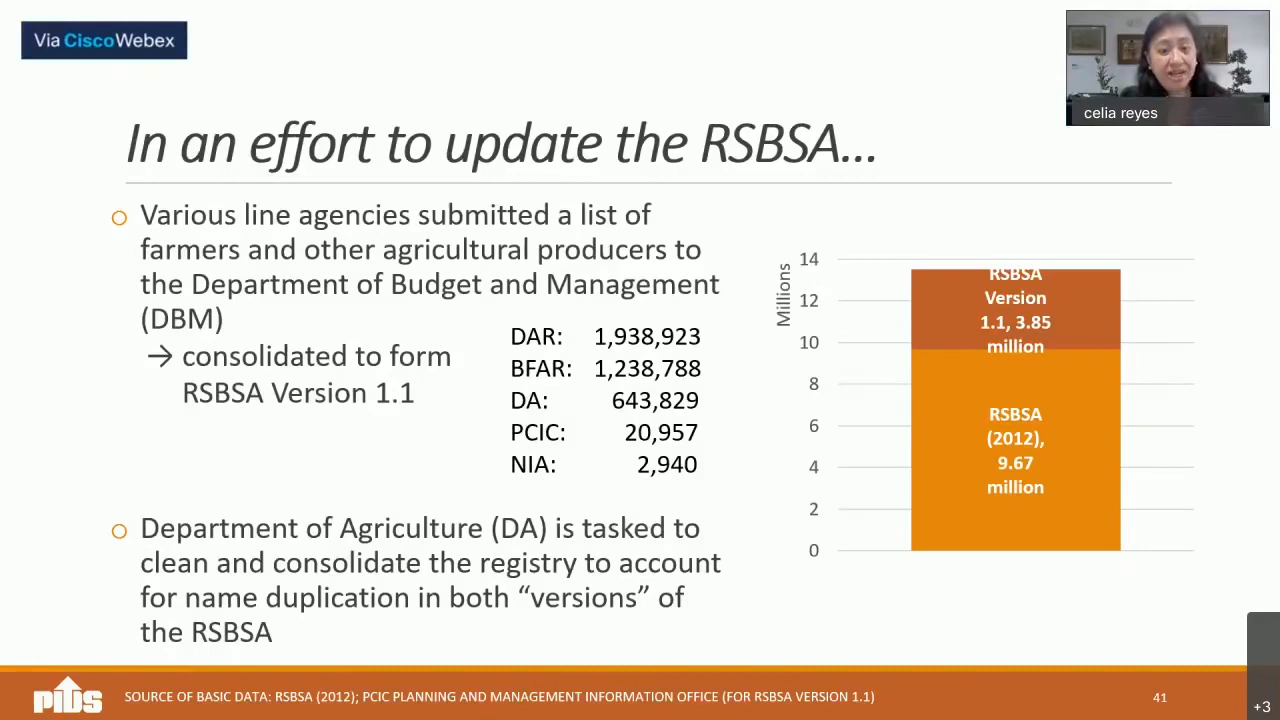 Via CiscoWebex
celia reyes
In an effort to update the RSBSA...
o Various line agencies submitted a list of
farmers and other agricultural producers to
the Department of Budget and Management
(DBM)
→ consolidated to form
RSBSA Version 1.1
DAR: 1,938,923
BFAR: 1,238,788
DA: 643,829
PCIC: 20,957
NIA: 2,940
o Department of Agriculture (DA) is tasked to
clean and consolidate the registry to account
for name duplication in both “versions” of
the RSBSA
Millions
14
12
10
8
6
4
2
0
RSBSA
Version
1.1, 3.85
million
RSBSA
(2012),
9.67
million
PIDS
SOURCE OF BASIC DATA: RSBSA (2012); PCIC PLANNING AND MANAGEMENT INFORMATION OFFICE (FOR RSBSA VERSION 1.1)
41
+3